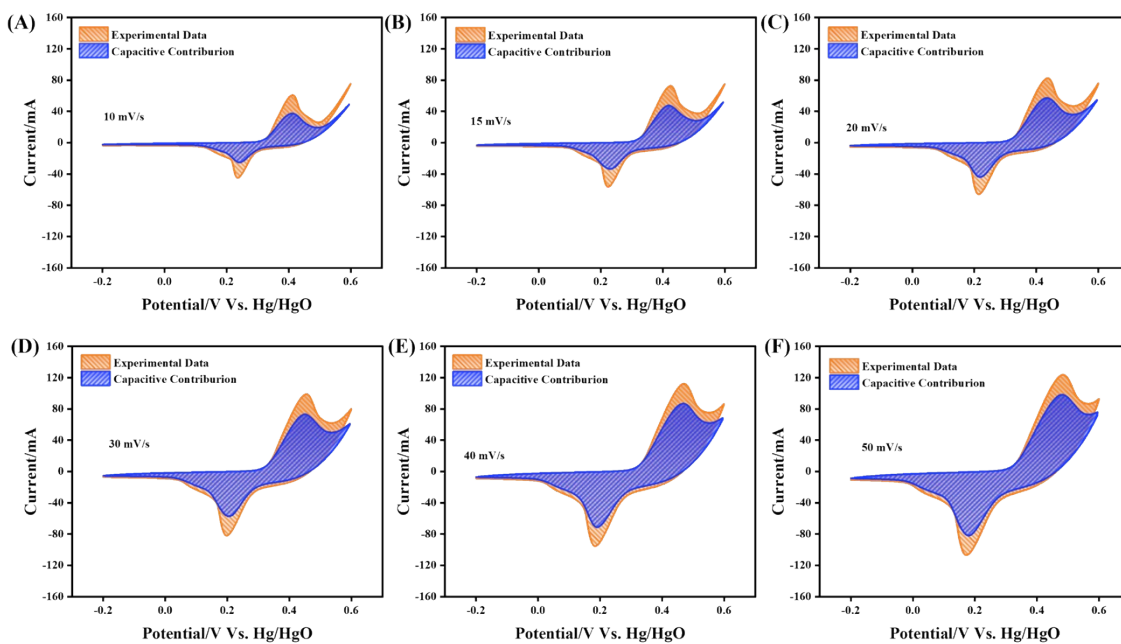 (A)
160
120
80
40
0
-40
-80
-120
-160
Current/mA
Experimental Data
Capacitive Contriburion
10 mV/s
-0.2
0.0
0.2
0.4
0.6
Potential/V Vs. Hg/HgO
(B)
160
120
80
40
0
-40
-80
-120
-160
Current/mA
Experimental Data
Capacitive Contriburion
15 mV/s
-0.2
0.0
0.2
0.4
0.6
Potential/V Vs. Hg/HgO
(C)
160
120
80
40
0
-40
-80
-120
-160
Current/mA
Experimental Data
Capacitive Contriburion
20 mV/s
-0.2
0.0
0.2
0.4
0.6
Potential/V Vs. Hg/HgO
(D)
160
120
80
40
0
-40
-80
-120
-160
Current/mA
Experimental Data
Capacitive Contriburion
30 mV/s
-0.2
0.0
0.2
0.4
0.6
Potential/V Vs. Hg/HgO
(E)
160
120
80
40
0
-40
-80
-120
-160
Current/mA
Experimental Data
Capacitive Contriburion
40 mV/s
-0.2
0.0
0.2
0.4
0.6
Potential/V Vs. Hg/HgO
(F)
160
120
80
40
0
-40
-80
-120
-160
Current/mA
Experimental Data
Capacitive Contriburion
50 mV/s
-0.2
0.0
0.2
0.4
0.6
Potential/V Vs. Hg/HgO